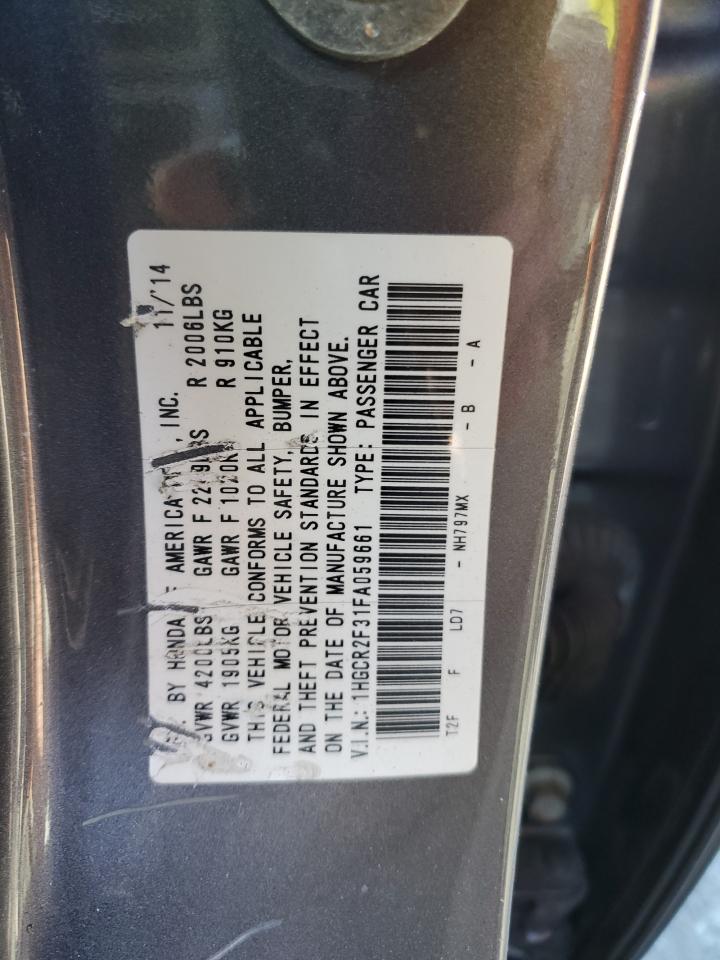 BY HONDA OF AMERICA , INC. 11/'14
GVWR 4200LBS GAWR F R 2006LBS
GVWR 1905KG GAWR F 1020K R 910KG
THIS VEHICLE CONFORMS TO ALL APPLICABLE
FEDERAL MOTOR VEHICLE SAFETY, BUMPER,
AND THEFT PREVENTION STANDARDS IN EFFECT
ON THE DATE OF MANUFACTURE SHOWN ABOVE.
V.I.N.: 1HGCR2F31FA059661 TYPE: PASSENGER CAR
T2F F LD7 - NH797MX - B - A